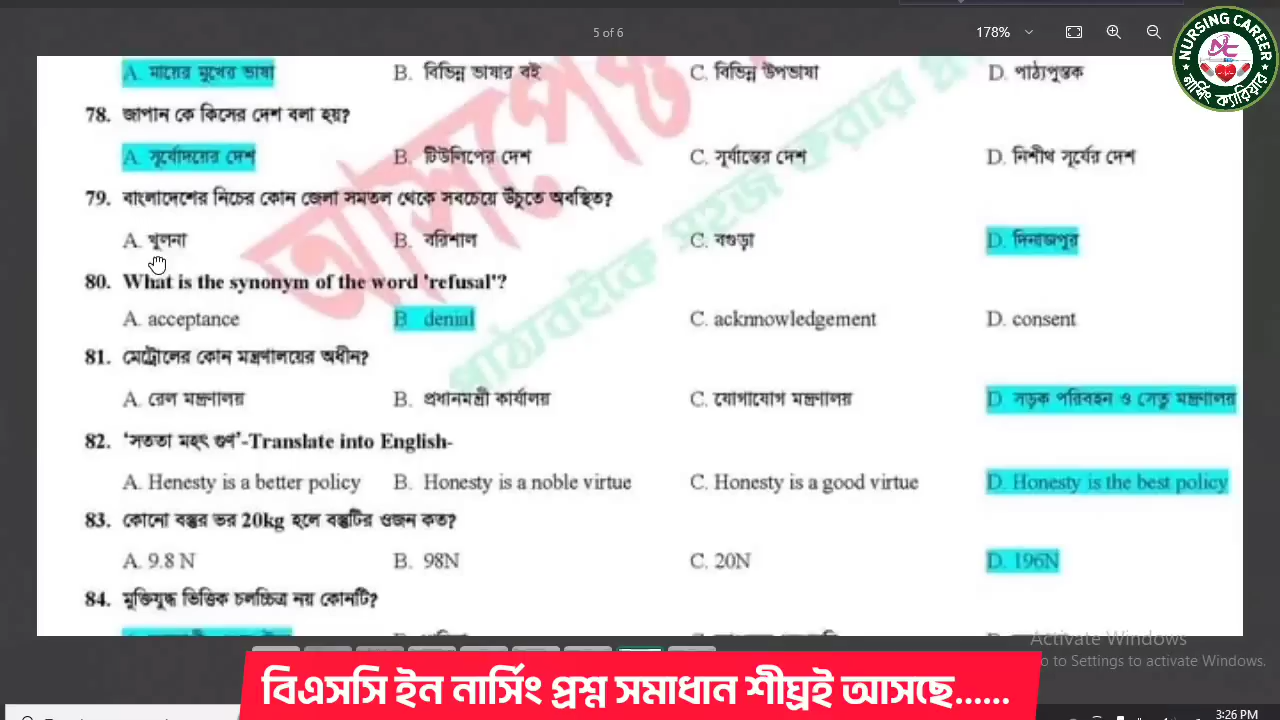 5 of 6
178%
NURSING CAREER
নার্সিং ক্যারিয়ার
A. মায়ের মুখের ভাষা B. বিভিন্ন ভাষার বই C. বিভিন্ন উপভাষা D. পাঠ্যপুস্তক
78. জাপান কে কিসের দেশ বলা হয়?
A. সূর্যোদয়ের দেশ B. টিউলিপের দেশ C. সূর্যাস্তের দেশ D. নিশীথ সূর্যের দেশ
79. বাংলাদেশের নিচের কোন জেলা সমতল থেকে সবচেয়ে উঁচুতে অবস্থিত?
A. খুলনা B. বরিশাল C. বগুড়া D. দিনাজপুর
80. What is the synonym of the word 'refusal'?
A. acceptance B denial C. acknnowledgement D. consent
81. মেট্রোলের কোন মন্ত্রণালয়ের অধীন?
A. রেল মন্ত্রণালয় B. প্রধানমন্ত্রী কার্যালয় C. যোগাযোগ মন্ত্রণালয় D সড়ক পরিবহন ও সেতু মন্ত্রণালয়
82. ‘সততা মহৎ গুণ’-Translate into English-
A. Henesty is a better policy B. Honesty is a noble virtue C. Honesty is a good virtue D. Honesty is the best policy
83. কোনো বস্তুর ভর 20kg হলে বস্তুটির ওজন কত?
A. 9.8 N B. 98N C. 20N D. 196N
84. মুক্তিযুদ্ধ ভিত্তিক চলচ্চিত্র নয় কোনটি?
Activate Windows
o to Settings to activate Windows.
বিএসসি ইন নার্সিং প্রশ্ন সমাধান শীঘ্রই আসছে......
3:26 PM